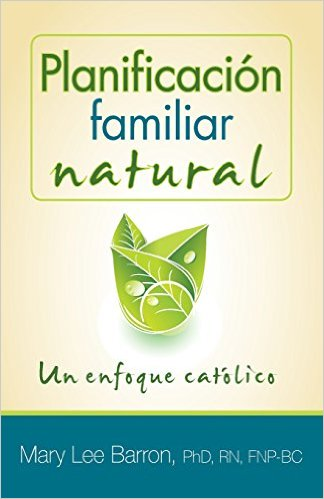 Planificación
familiar
natural
Un enfoque católico
Mary Lee Barron, PhD, RN, FNP-BC